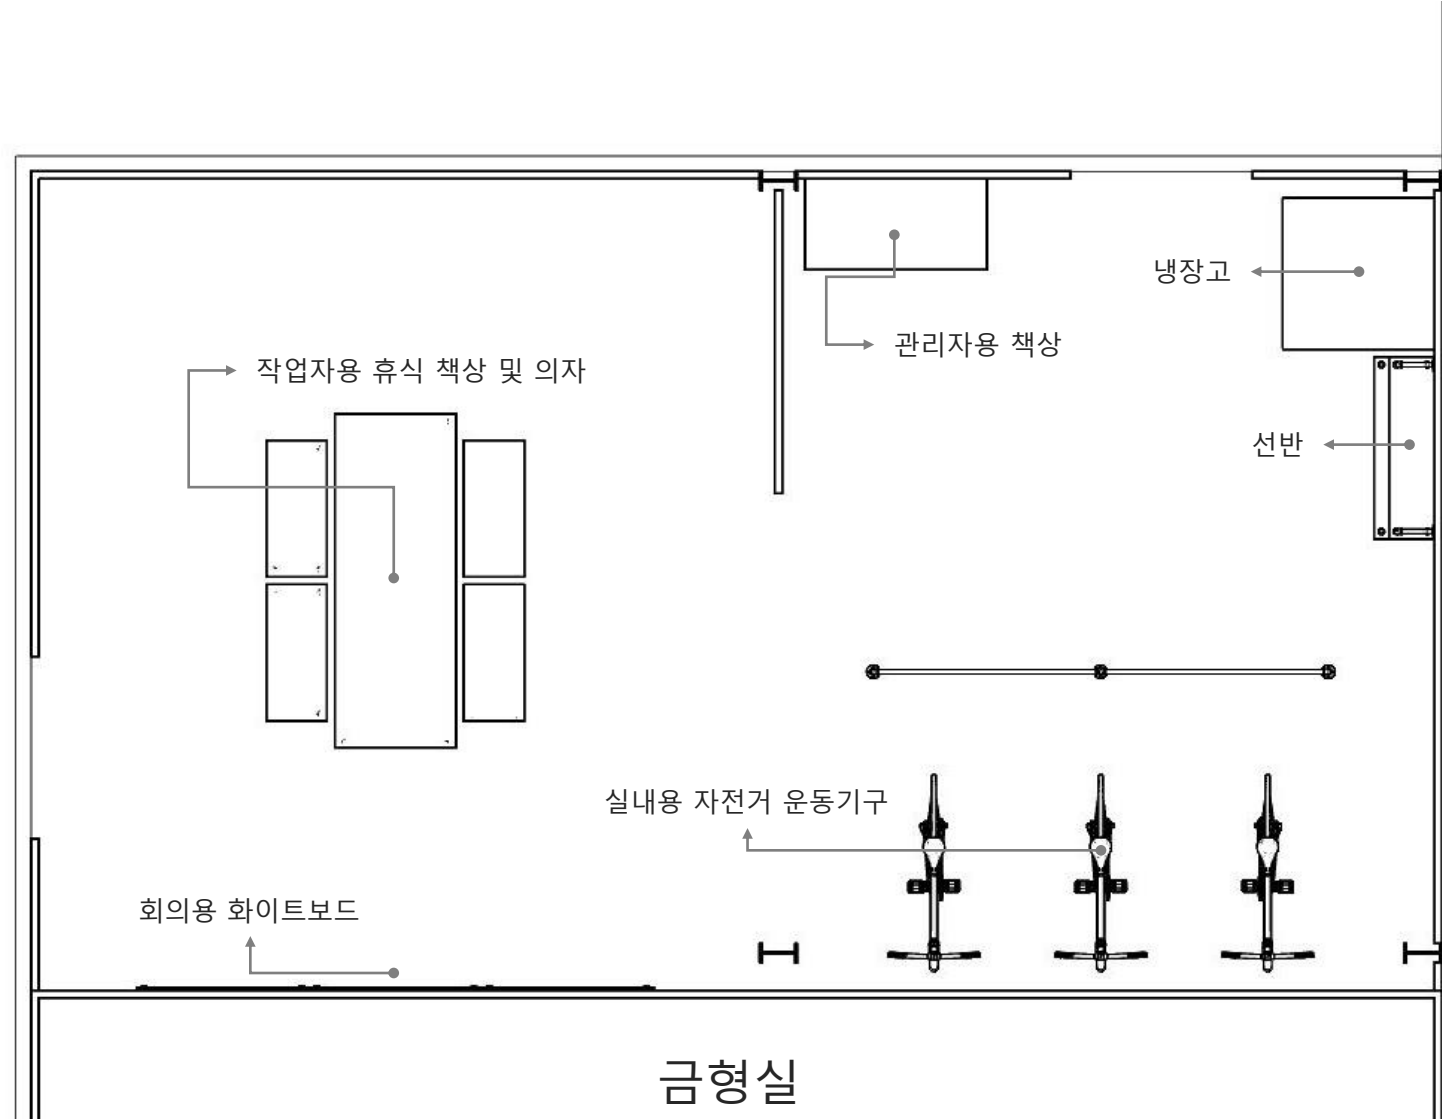 냉장고
관리자용 책상
작업자용 휴식 책상 및 의자
선반
실내용 자전거 운동기구
회의용 화이트보드
금형실